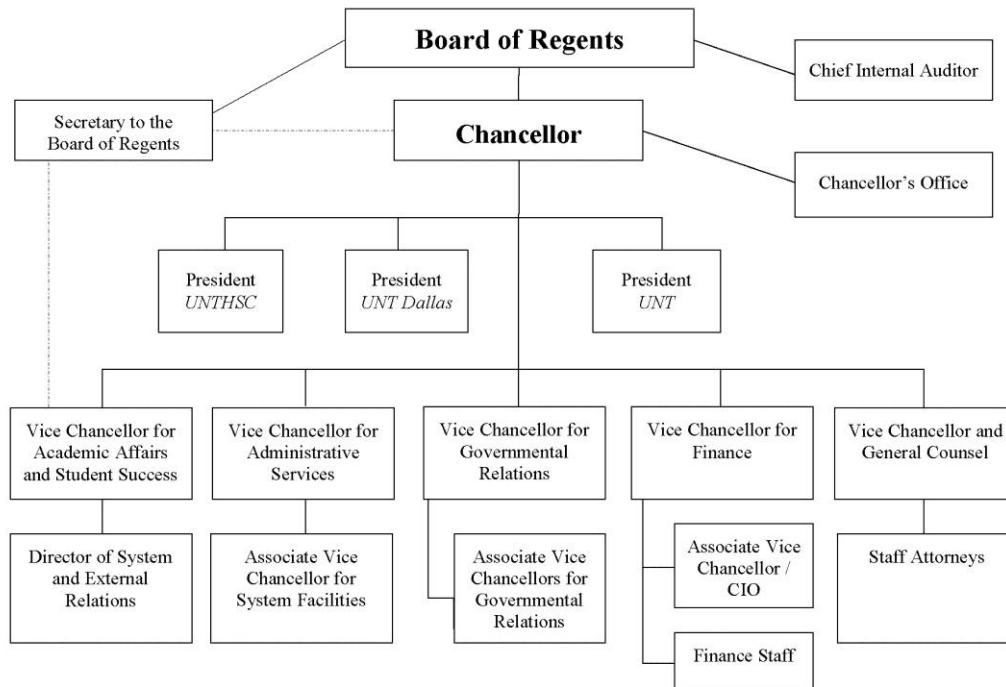 Board of Regents
Chief Internal Auditor
Secretary to the
Board of Regents
Chancellor
Chancellor's Office
President
UNTHSC
President
UNT Dallas
President
UNT
Vice Chancellor for
Academic Affairs
and Student Success
Vice Chancellor for
Administrative
Services
Vice Chancellor for
Governmental
Relations
Vice Chancellor for
Finance
Vice Chancellor and
General Counsel
Director of System
and External
Relations
Associate Vice
Chancellor for
System Facilities
Associate Vice
Chancellors for
Governmental
Relations
Associate Vice
Chancellor /
CIO
Staff Attorneys
Finance Staff